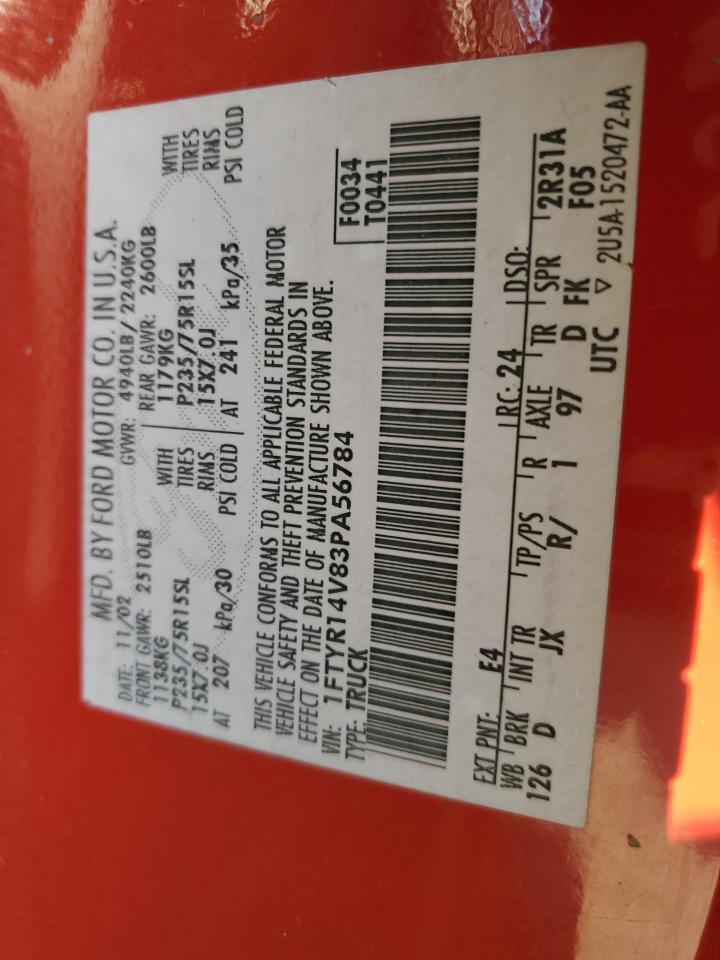 MFD. BY FORD MOTOR CO. IN U.S.A.
DATE: 11/02 GVWR: 4940LB/ 2240KG
FRONT GAWR: 2510LB REAR GAWR: 2600LB
1138KG WITH 1179KG WITH
P235/75R15SL TIRES P235/75R15SL TIRES
15X7.0J RIMS 15X7.0J RIMS
AT 207 kPa/30 PSI COLD AT 241 kPa/35 PSI COLD
THIS VEHICLE CONFORMS TO ALL APPLICABLE FEDERAL MOTOR
VEHICLE SAFETY AND THEFT PREVENTION STANDARDS IN
EFFECT ON THE DATE OF MANUFACTURE SHOWN ABOVE.
VIN: 1FTYR14V83PA56784 F0034
TYPE: TRUCK T0441
EXT PNT: E4 RC: 24 DSO:
WB BRK INT TR TP/PS R AXLE TR SPR 2R31A
126 D JX R/ 1 97 D FK F05
UTC ▽ 2U5A-1520472-AA